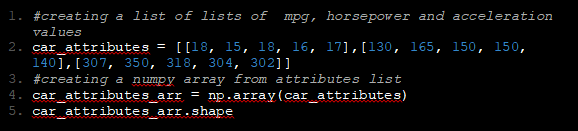 1. #creating a list of lists of  mpg, horsepower and acceleration
values
2. car_attributes = [[18, 15, 18, 16, 17],[130, 165, 150, 150,
140],[307, 350, 318, 304, 302]]
3. #creating a numpy array from attributes list
4. car_attributes_arr = np.array(car_attributes)
5. car_attributes_arr.shape